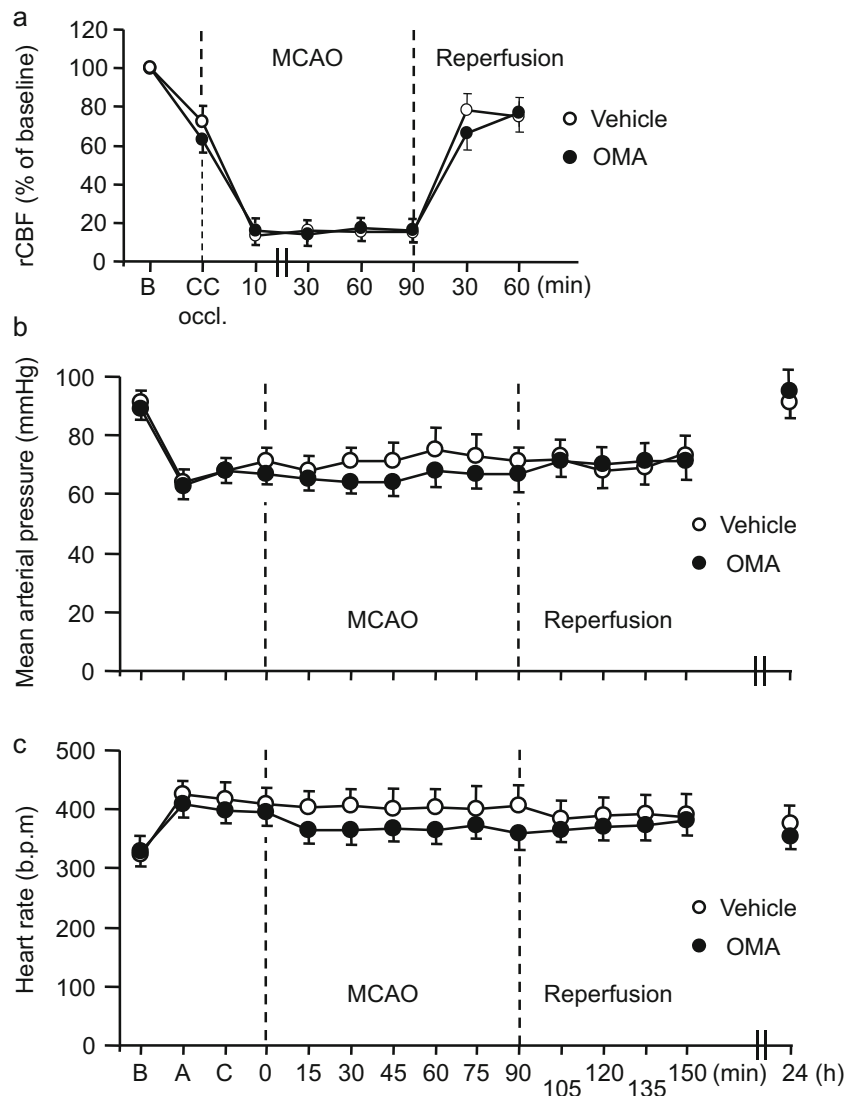 a
rCBF (% of baseline)
120
100
80
60
40
20
0
MCAO
Reperfusion
Vehicle
OMA
B CC 10 30 60 90 30 60 (min)
occl.
b
Mean arterial pressure (mmHg)
100
80
60
40
20
0
Vehicle
OMA
MCAO
Reperfusion
c
Heart rate (b.p.m)
500
400
300
200
100
0
Vehicle
OMA
MCAO
Reperfusion
B A C 0 15 30 45 60 75 90 120 150 (min) 24 (h)
105 135